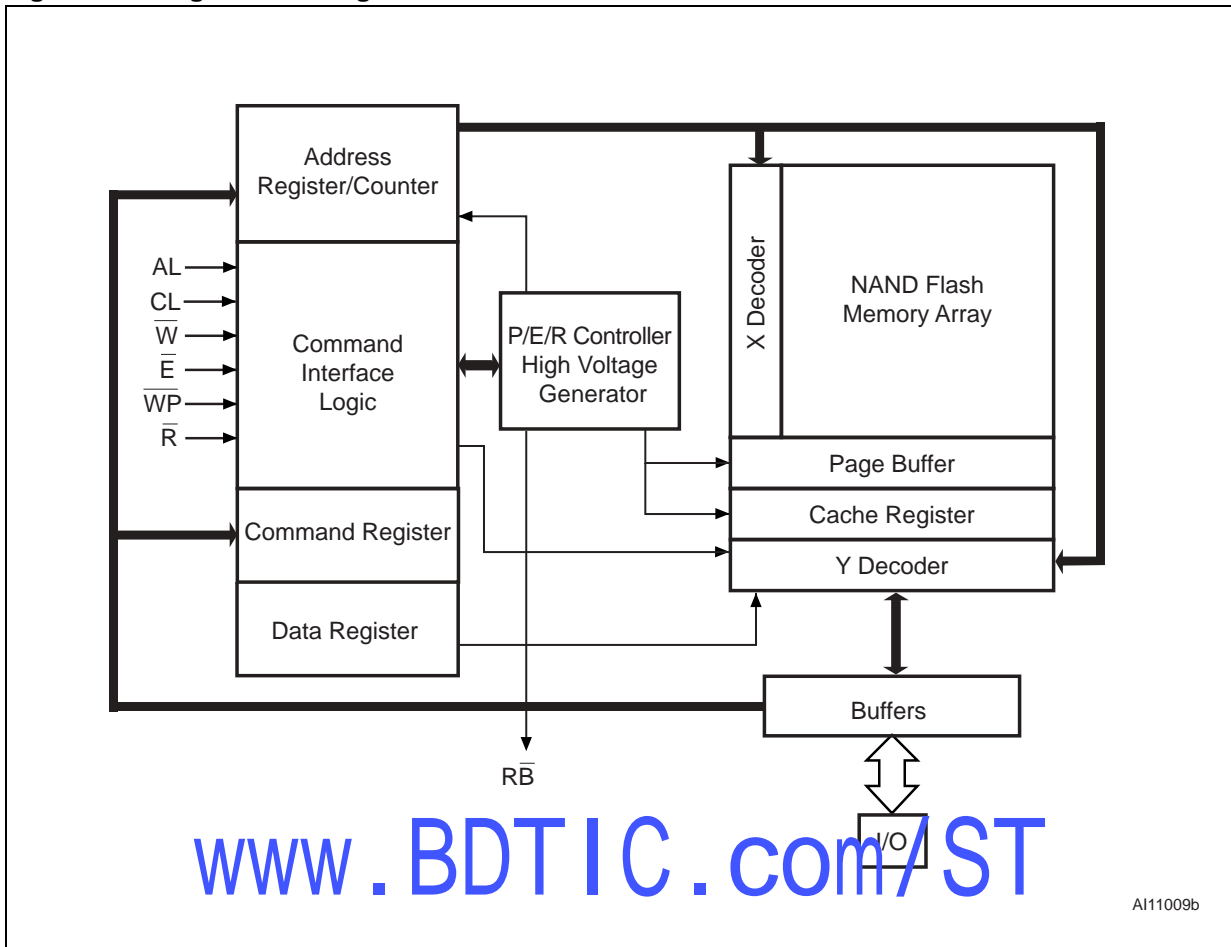 Address
Register/Counter
AL
CL
W̅
E̅
W̅P̅
R̅
Command
Interface
Logic
P/E/R Controller
High Voltage
Generator
X Decoder
NAND Flash
Memory Array
Page Buffer
Cache Register
Y Decoder
Command Register
Data Register
Buffers
RB̅
I/O
www.BDTIC.com/ST
AI11009b